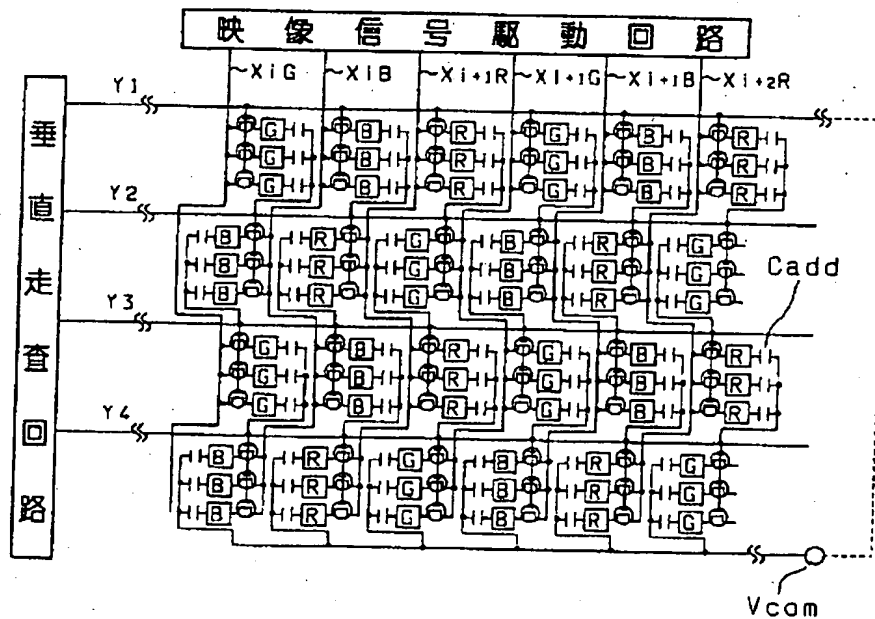 映像信号駆動回路
XiG XiB Xi+1R Xi+1G Xi+1B Xi+2R
垂直走査回路
Y1
G B R G B R
G B R G B R
G B R G B R
Y2
B R G B R G
B R G B R G
B R G B R G
Cadd
Y3
G B R G B R
G B R G B R
G B R G B R
Y4
B R G B R G
B R G B R G
B R G B R G
Vcom